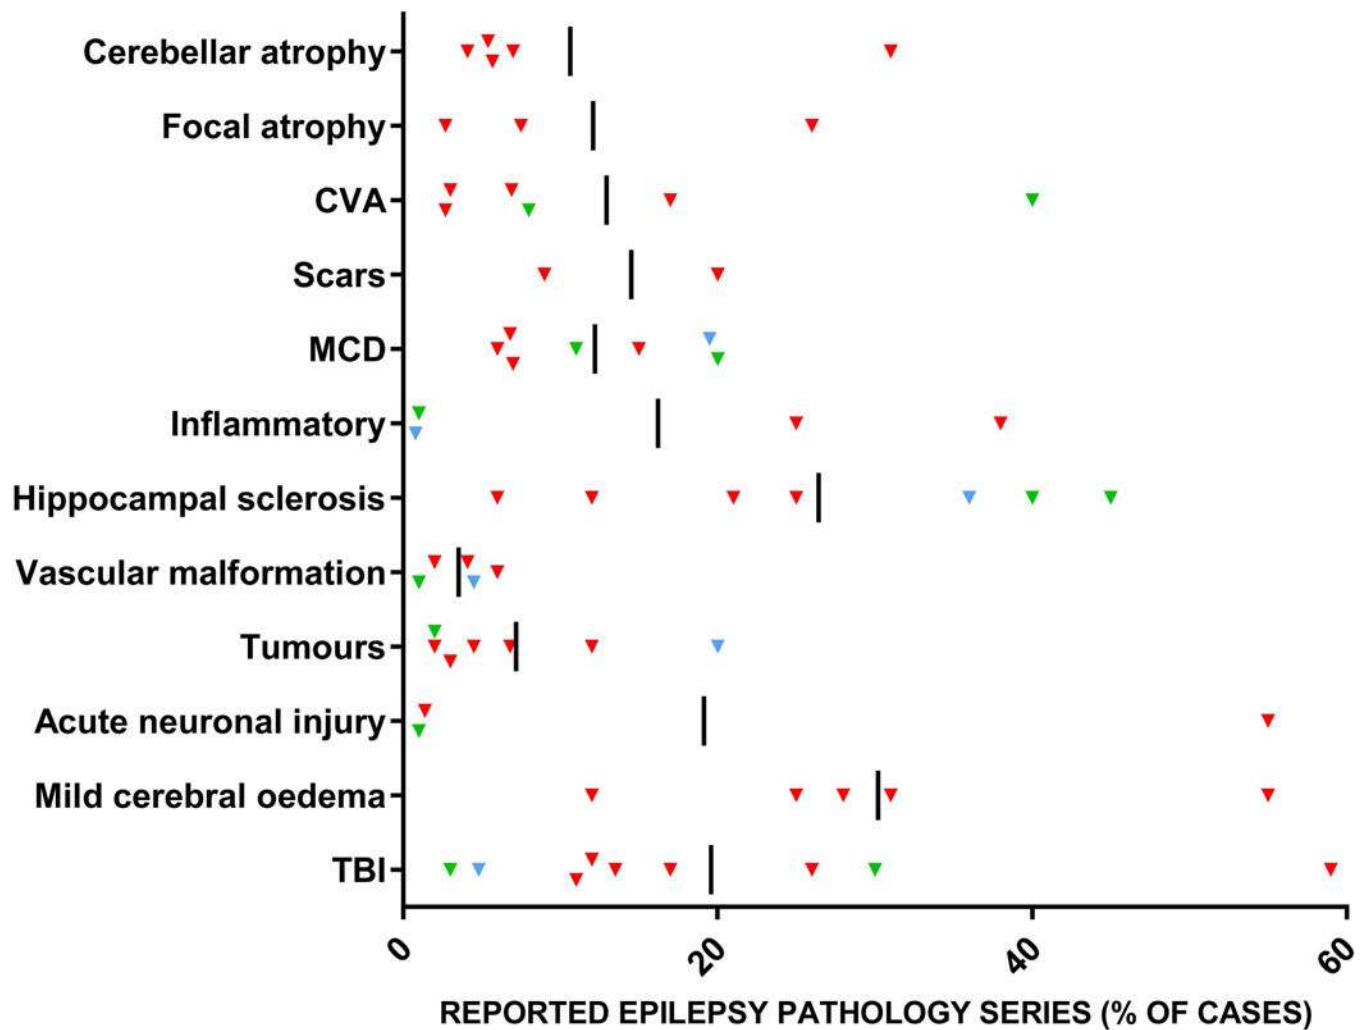 Cerebellar atrophy
Focal atrophy
CVA
Scars
MCD
Inflammatory
Hippocampal sclerosis
Vascular malformation
Tumours
Acute neuronal injury
Mild cerebral oedema
TBI
0 20 40 60
REPORTED EPILEPSY PATHOLOGY SERIES (% OF CASES)